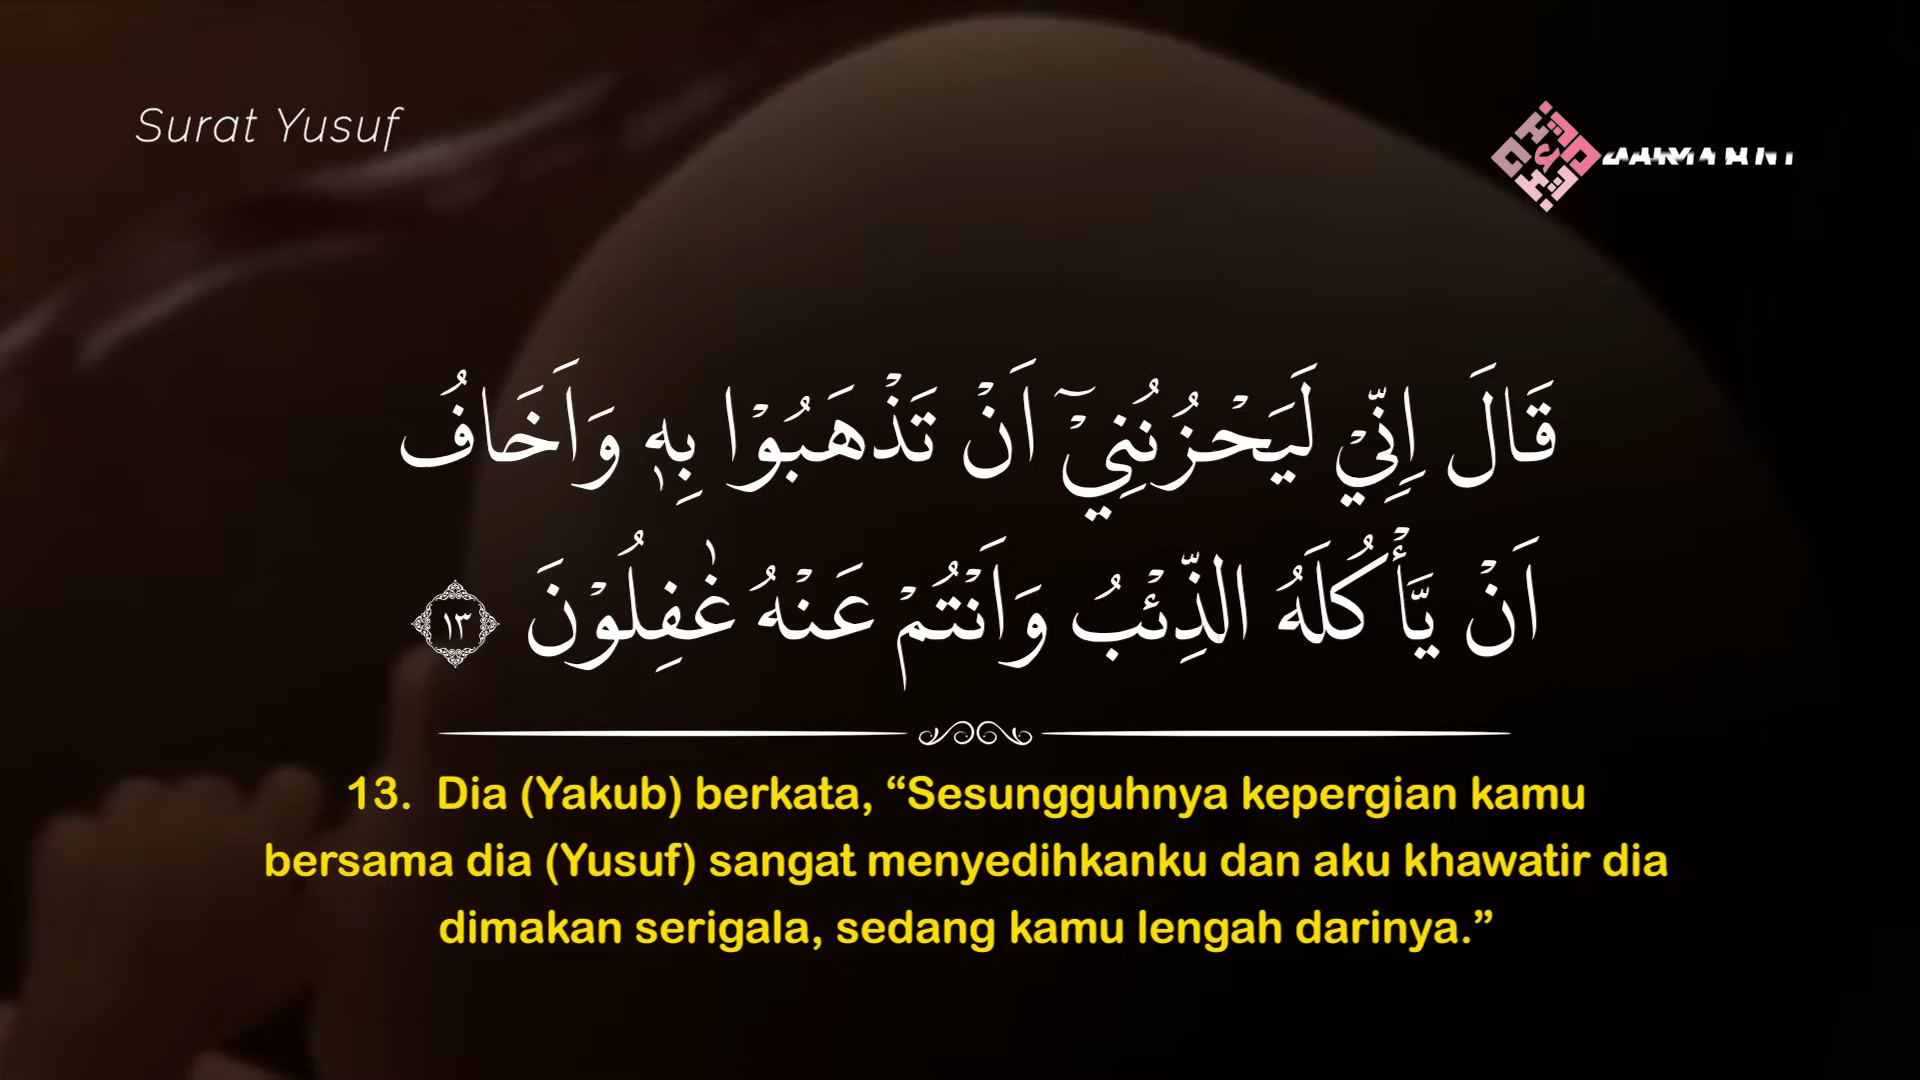 Surat Yusuf
قَالَ اِنِّيْ لَيَحْزُنُنِيْٓ اَنْ تَذْهَبُوْا بِهٖ وَاَخَافُ
اَنْ يَّأْكُلَهُ الذِّئْبُ وَاَنْتُمْ عَنْهُ غٰفِلُوْنَ ١٣
13. Dia (Yakub) berkata, “Sesungguhnya kepergian kamu
bersama dia (Yusuf) sangat menyedihkanku dan aku khawatir dia
dimakan serigala, sedang kamu lengah darinya.”